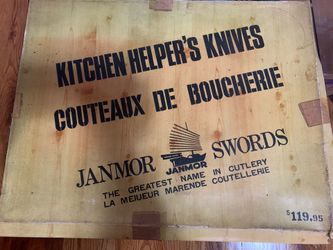 KITCHEN HELPER'S KNIVES
COUTEAUX DE BOUCHERIE
JANMOR JANMOR SWORDS
THE GREATEST NAME IN CUTLERY
LA MEIUEUR MARENDE COUTELLERIE
$119.95